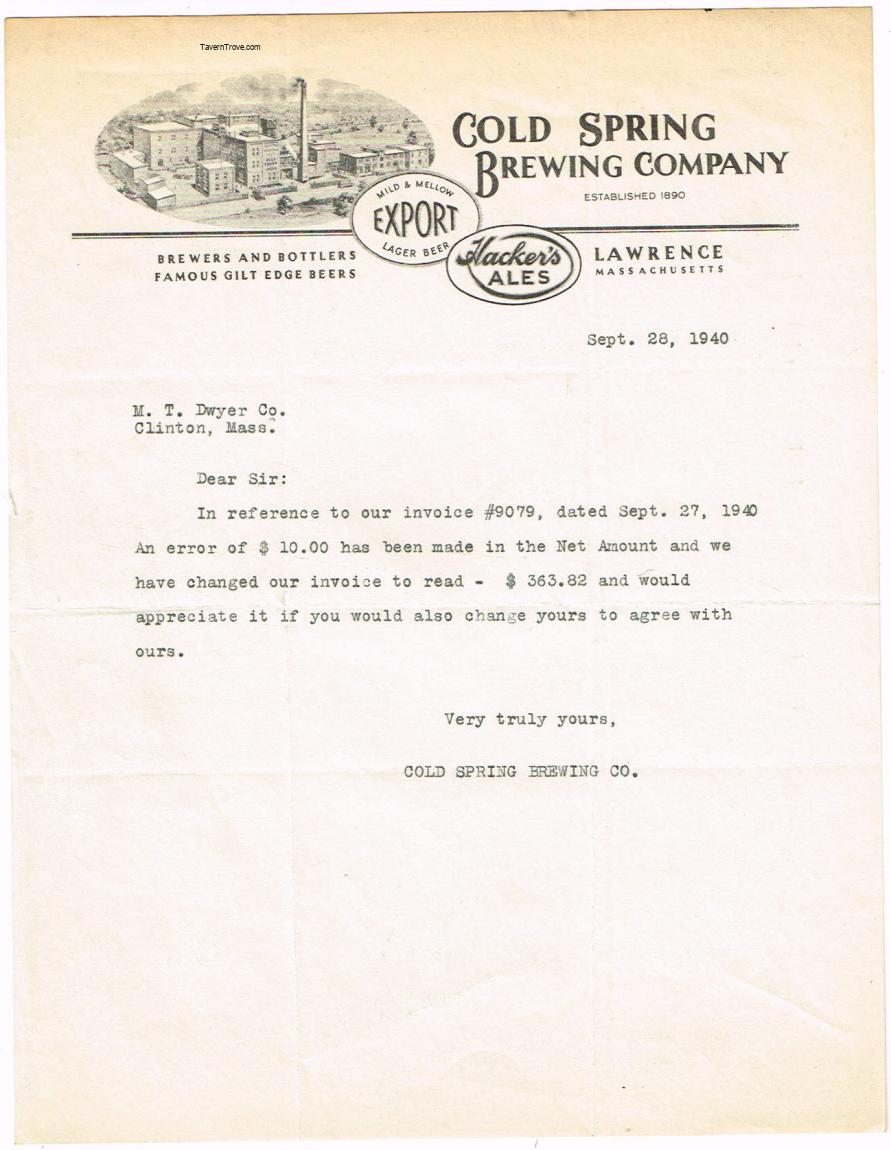 TavernTrove.com
COLD SPRING
BREWING COMPANY
ESTABLISHED 1890
MILD & MELLOW
EXPORT
LAGER BEER
BREWERS AND BOTTLERS
FAMOUS GILT EDGE BEERS
Hacker's
ALES
LAWRENCE
MASSACHUSETTS
Sept. 28, 1940
M. T. Dwyer Co.
Clinton, Mass.
Dear Sir:
In reference to our invoice #9079, dated Sept. 27, 1940
An error of $ 10.00 has been made in the Net Amount and we
have changed our invoice to read - $ 363.82 and would
appreciate it if you would also change yours to agree with
ours.
Very truly yours,
COLD SPRING BREWING CO.